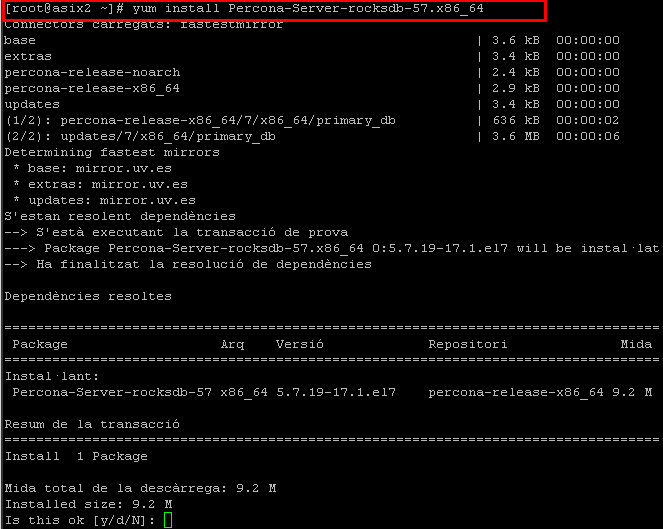 [root@asix2 ~]# yum install Percona-Server-rocksdb-57.x86_64
Connectors carregats: fastestmirror
base | 3.6 kB 00:00:00
extras | 3.4 kB 00:00:00
percona-release-noarch | 2.4 kB 00:00:00
percona-release-x86_64 | 2.9 kB 00:00:00
updates | 3.4 kB 00:00:00
(1/2): percona-release-x86_64/7/x86_64/primary_db | 636 kB 00:00:02
(2/2): updates/7/x86_64/primary_db | 3.6 MB 00:00:06
Determining fastest mirrors
* base: mirror.uv.es
* extras: mirror.uv.es
* updates: mirror.uv.es
S'estan resolent dependències
--> S'està executant la transacció de prova
---> Package Percona-Server-rocksdb-57.x86_64 0:5.7.19-17.1.el7 will be instal·lat
--> Ha finalitzat la resolució de dependències
Dependències resoltes
================================================================================
Package Arq Versió Repositori Mida
================================================================================
Instal·lant:
Percona-Server-rocksdb-57 x86_64 5.7.19-17.1.el7 percona-release-x86_64 9.2 M
Resum de la transacció
================================================================================
Install 1 Package
Mida total de la descàrrega: 9.2 M
Installed size: 9.2 M
Is this ok [y/d/N]: